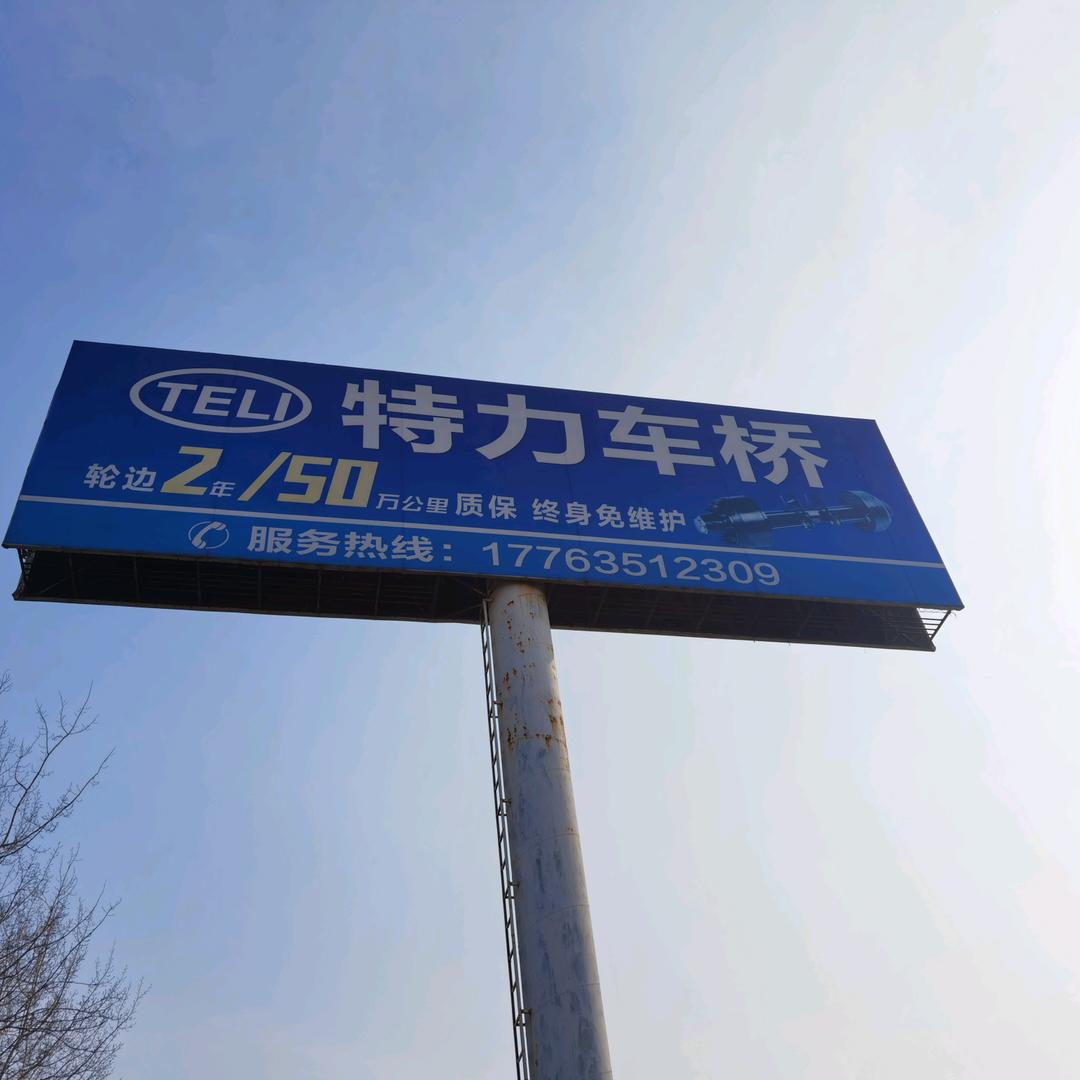 TELI 特力车桥
轮边2年/50万公里质保 终身免维护
服务热线：17763512309